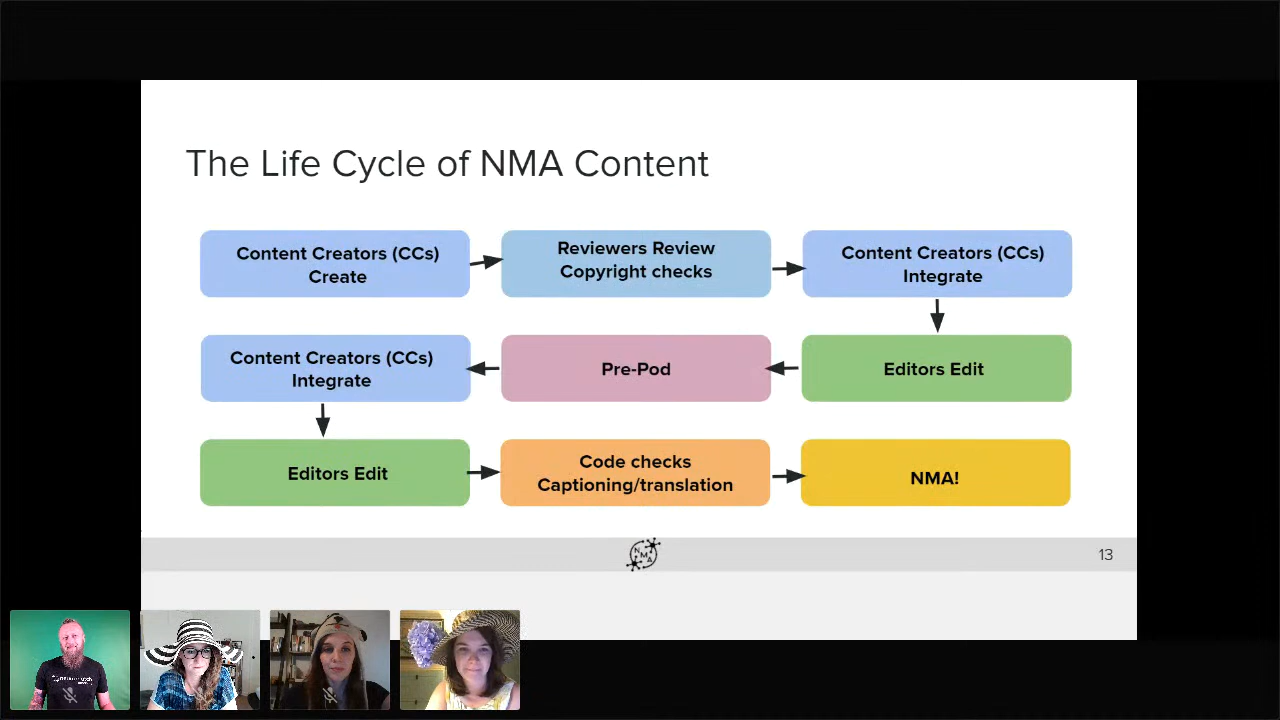 The Life Cycle of NMA Content
Content Creators (CCs)
Create
Reviewers Review
Copyright checks
Content Creators (CCs)
Integrate
Content Creators (CCs)
Integrate
Pre-Pod
Editors Edit
Editors Edit
Code checks
Captioning/translation
NMA!
NMA
13